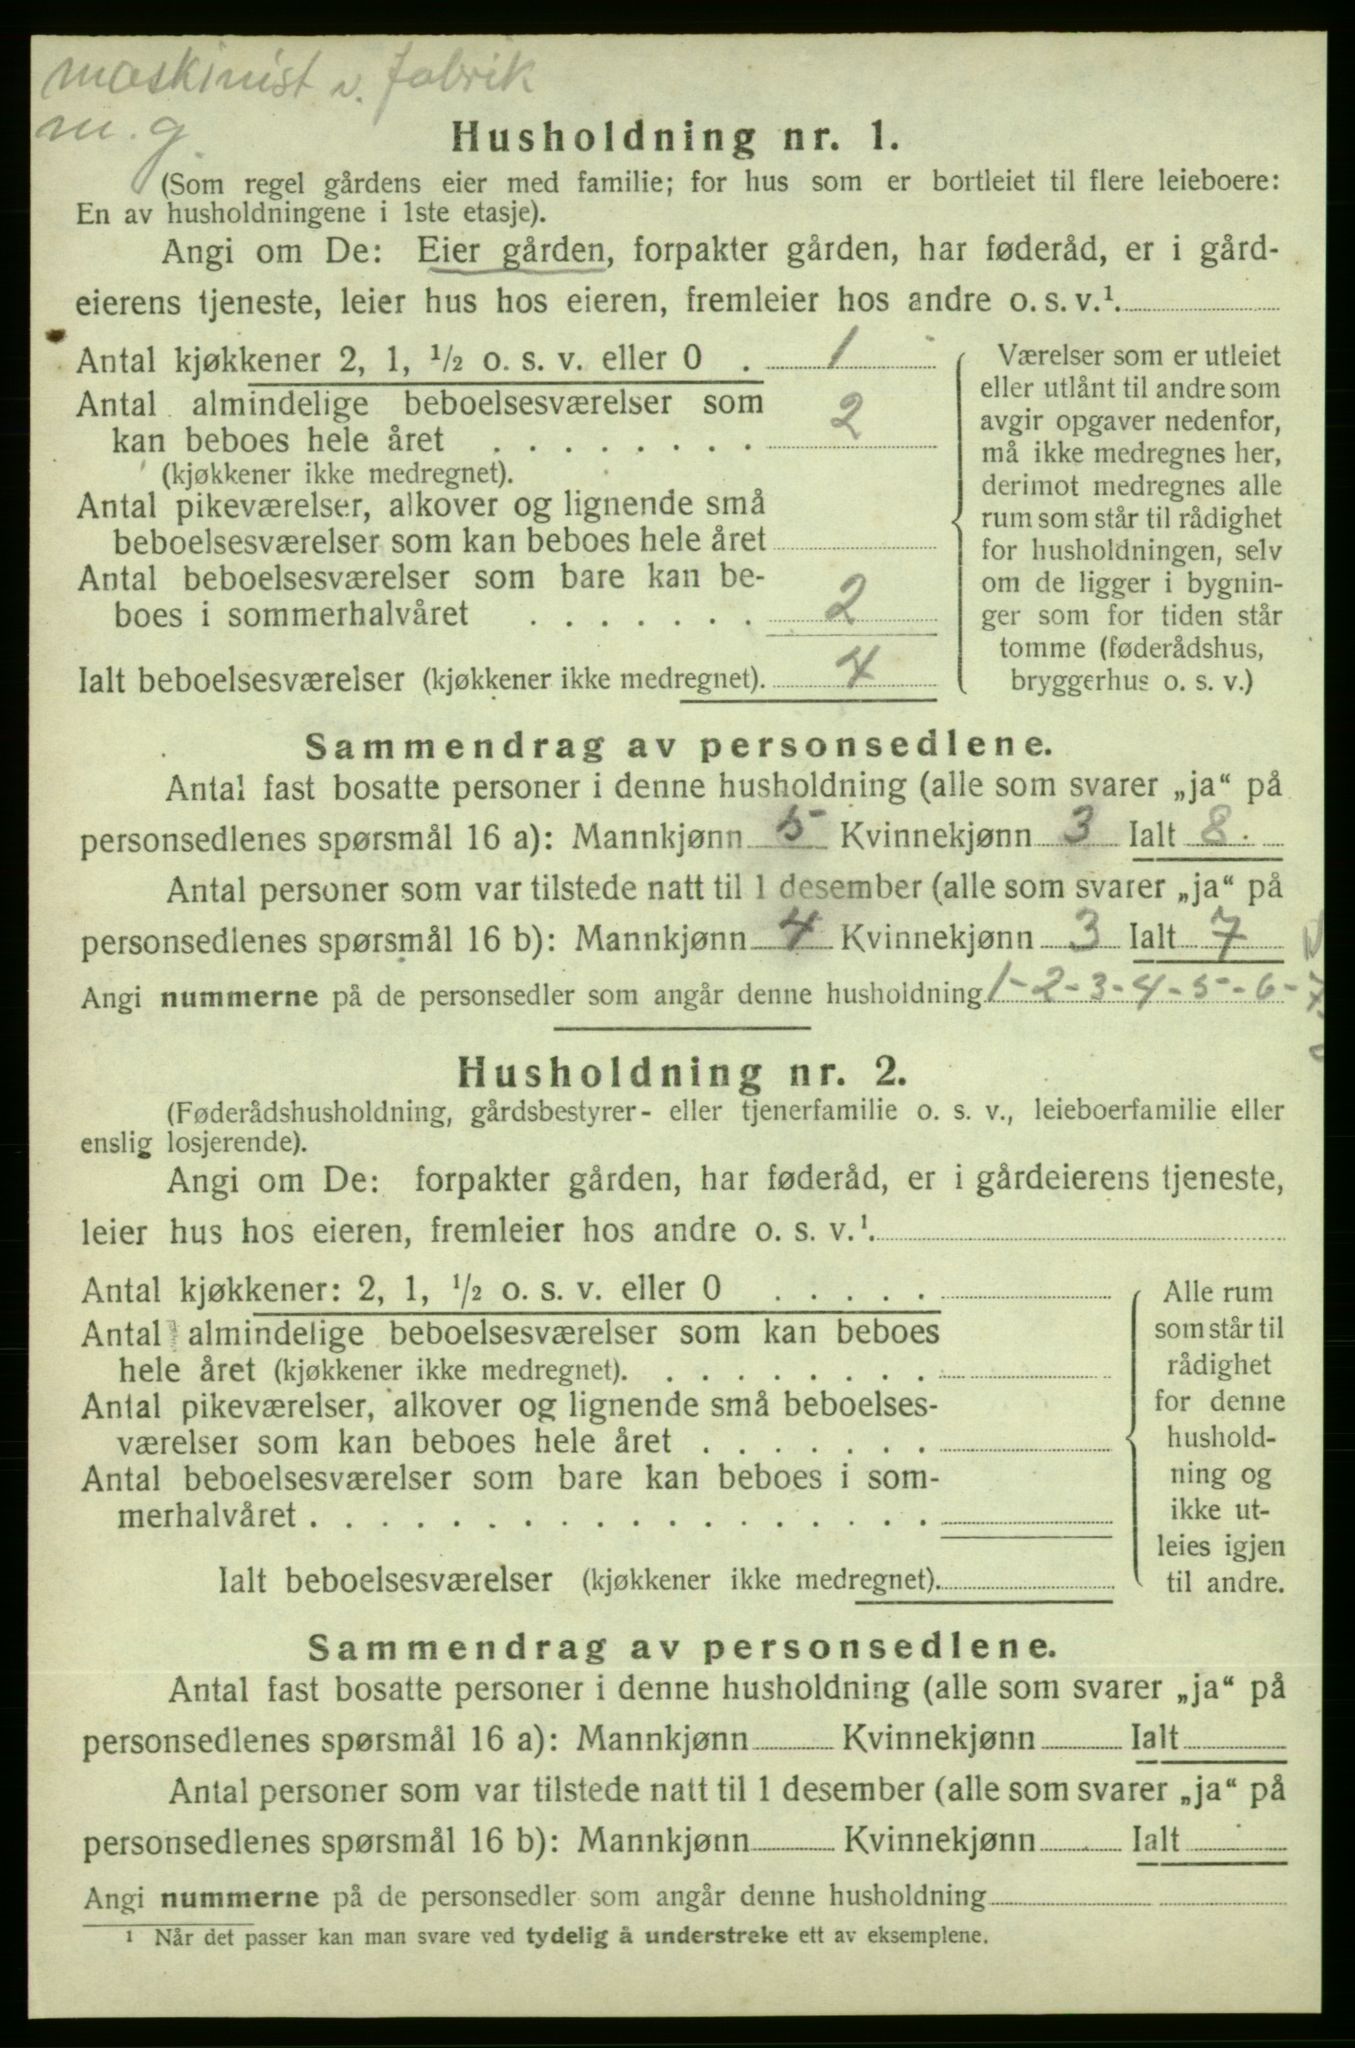 maskinist v. fabrik
m. g
Husholdning nr. 1.
(Som regel gårdens eier med familie; for hus som er bortleiet til flere leieboere:
En av husholdningene i 1ste etasje).
Angi om De: Eier gården, forpakter gården, har føderåd, er i gård-
eierens tjeneste, leier hus hos eieren, fremleier hos andre o. s. v.¹
Antal kjøkkener 2, 1, ½ o. s. v. eller 0 . 1
Antal almindelige beboelsesværelser som
kan beboes hele året . . . . . . . . 2
(kjøkkener ikke medregnet).
Antal pikeværelser, alkover og lignende små
beboelsesværelser som kan beboes hele året
Antal beboelsesværelser som bare kan be-
boes i sommerhalvåret . . . . . . . 2
Ialt beboelsesværelser (kjøkkener ikke medregnet). 4
Værelser som er utleiet
eller utlånt til andre som
avgir opgaver nedenfor,
må ikke medregnes her,
derimot medregnes alle
rum som står til rådighet
for husholdningen, selv
om de ligger i bygnin-
ger som for tiden står
tomme (føderådshus,
bryggerhus o. s. v.)
Sammendrag av personsedlene.
Antal fast bosatte personer i denne husholdning (alle som svarer „ja“ på
personsedlenes spørsmål 16 a): Mannkjønn 5 Kvinnekjønn 3 Ialt 8
Antal personer som var tilstede natt til 1 desember (alle som svarer „ja“ på
personsedlenes spørsmål 16 b): Mannkjønn 4 Kvinnekjønn 3 Ialt 7
Angi nummerne på de personsedler som angår denne husholdning 1-2-3-4-5-6-7
Husholdning nr. 2.
(Føderådshusholdning, gårdsbestyrer- eller tjenerfamilie o. s. v., leieboerfamilie eller
enslig losjerende).
Angi om De: forpakter gården, har føderåd, er i gårdeierens tjeneste,
leier hus hos eieren, fremleier hos andre o. s. v.¹
Antal kjøkkener: 2, 1, ½ o. s. v. eller 0 . . . . .
Antal almindelige beboelsesværelser som kan beboes
hele året (kjøkkener ikke medregnet). . . . . . . . .
Antal pikeværelser, alkover og lignende små beboelses-
værelser som kan beboes hele året . . . . . . .
Antal beboelsesværelser som bare kan beboes i som-
merhalvåret . . . . . . . . . . . . . . . . . .
Ialt beboelsesværelser (kjøkkener ikke medregnet).
Alle rum
som står til
rådighet
for denne
hushold-
ning og
ikke ut-
leies igjen
til andre.
Sammendrag av personsedlene.
Antal fast bosatte personer i denne husholdning (alle som svarer „ja“ på
personsedlenes spørsmål 16 a): Mannkjønn Kvinnekjønn Ialt
Antal personer som var tilstede natt til 1 desember (alle som svarer „ja“ på
personsedlenes spørsmål 16 b): Mannkjønn Kvinnekjønn Ialt
Angi nummerne på de personsedler som angår denne husholdning
¹ Når det passer kan man svare ved tydelig å understreke ett av eksemplene.